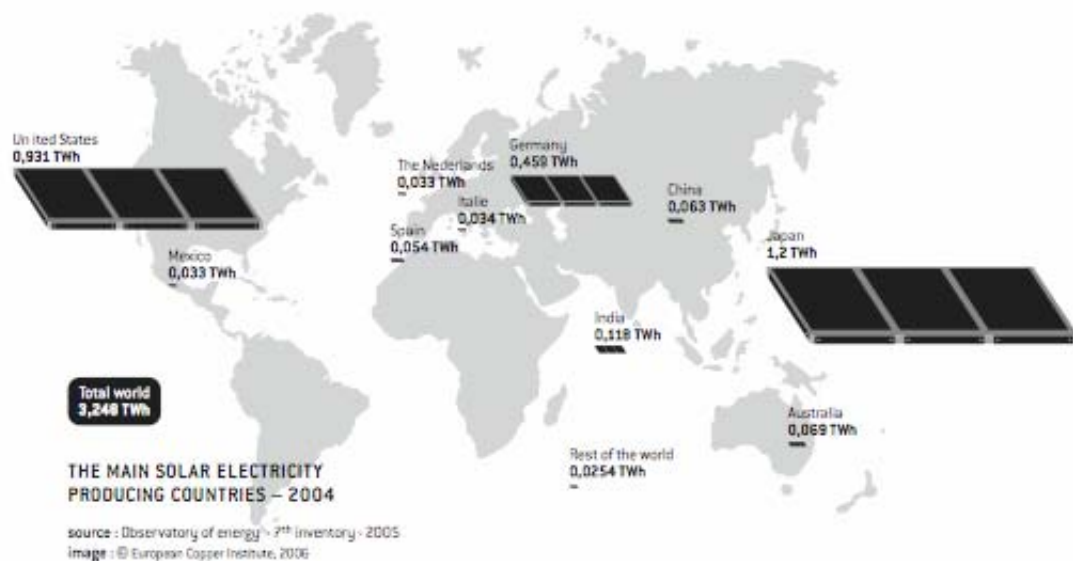 United States
0,931 TWh
The Nederlands
0,033 TWh
Germany
0,459 TWh
Italie
0,034 TWh
China
0,063 TWh
Spain
0,054 TWh
Japan
1,2 TWh
Mexico
0,033 TWh
India
0,118 TWh
Total world
3,248 TWh
Australia
0,069 TWh
Rest of the world
0,0254 TWh
THE MAIN SOLAR ELECTRICITY
PRODUCING COUNTRIES – 2004
source : Observatory of energy - 7th inventory - 2005
image : © European Copper Institute, 2006